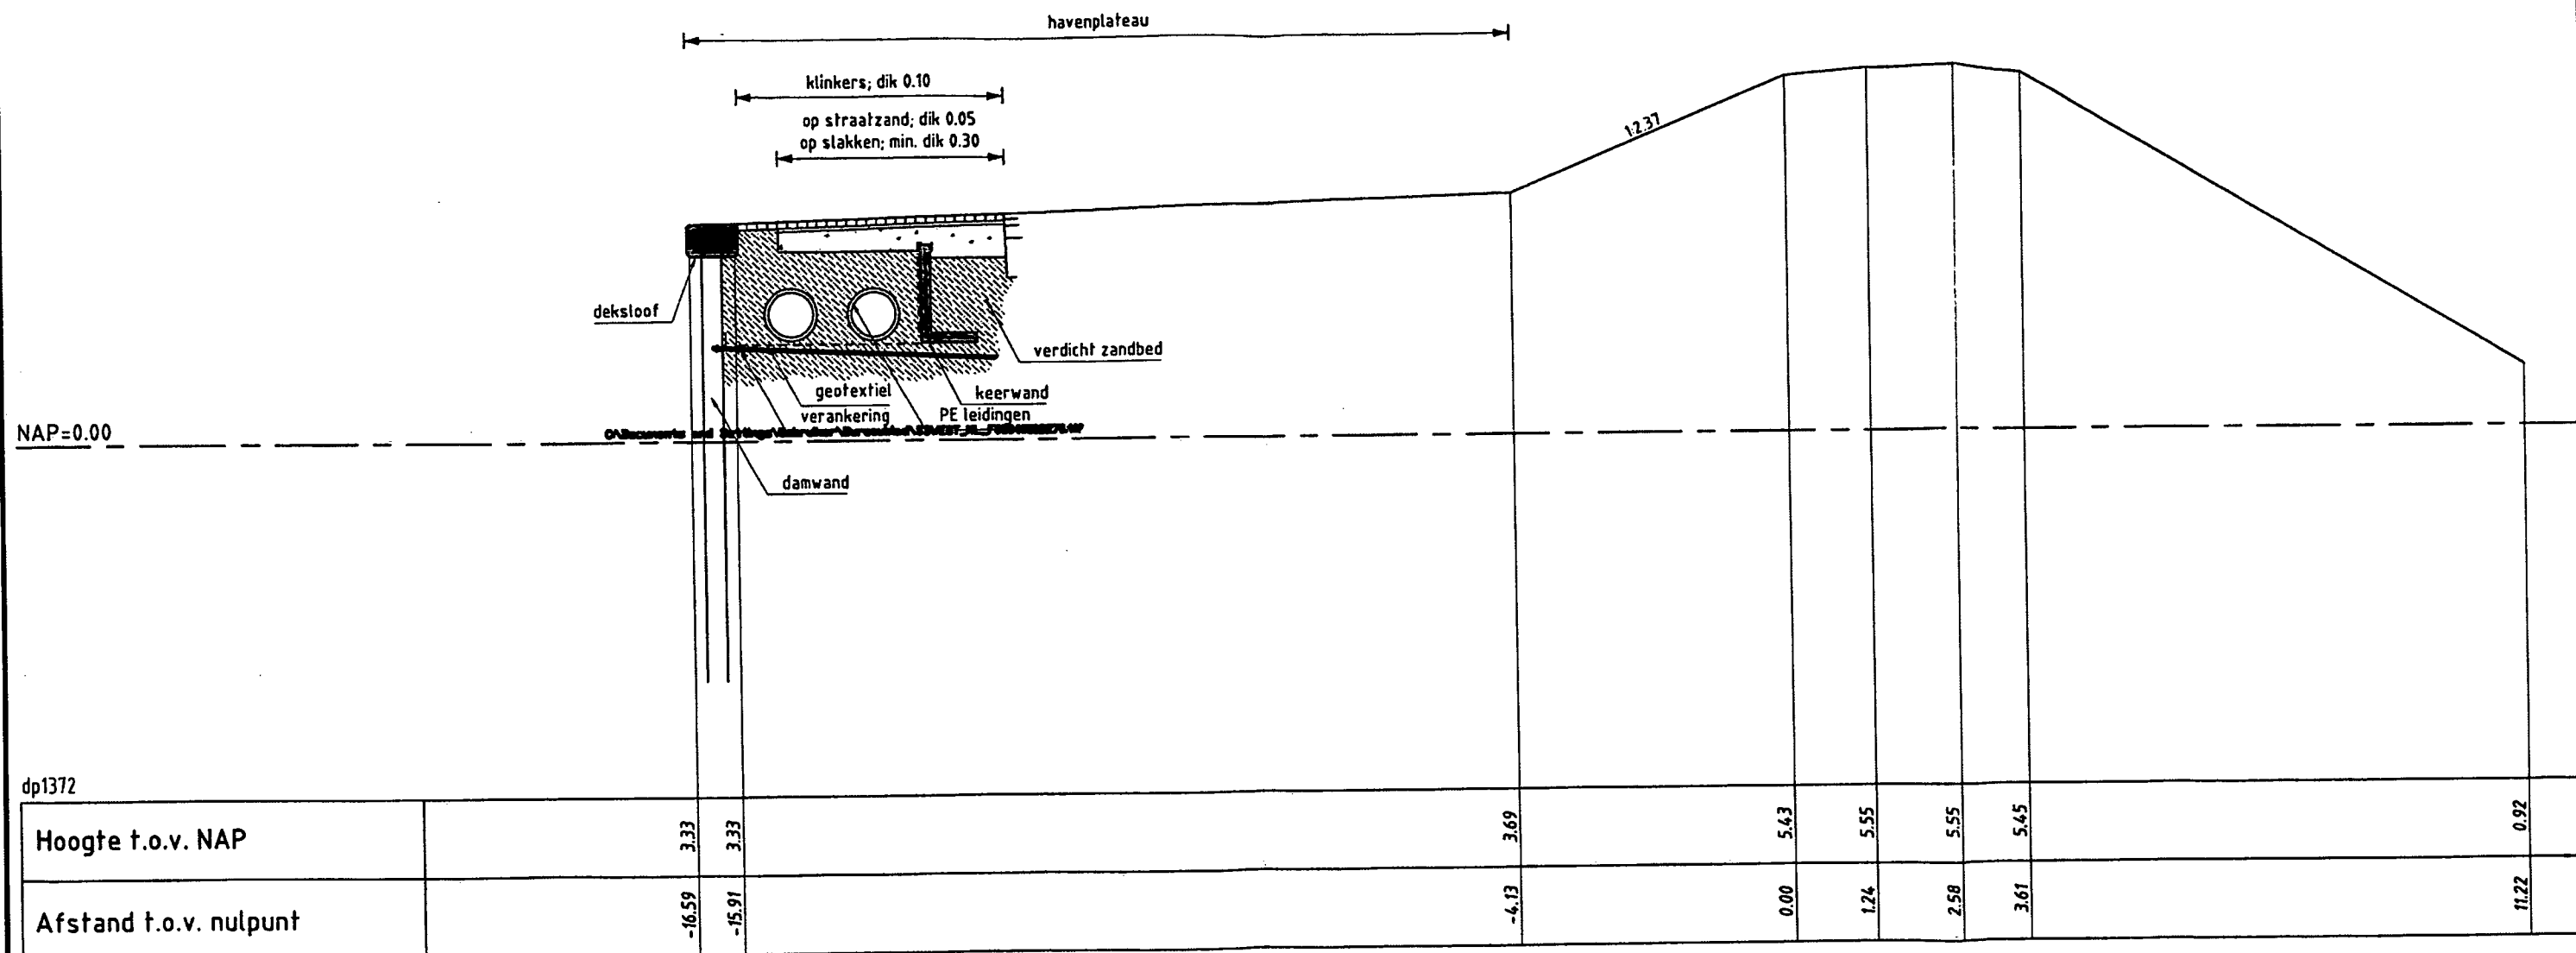 havenplateau
klinkers; dik 0.10
op straatzand; dik 0.05
op slakken; min. dik 0.30
1:2.37
deksloof
verdicht zandbed
geotextiel
keerwand
verankering
PE leidingen
NAP=0.00
damwand
dp1372
Hoogte t.o.v. NAP 3.33 3.33 3.69 5.43 5.55 5.55 5.45 0.92
Afstand t.o.v. nulpunt -16.59 -15.91 -4.13 0.00 1.24 2.58 3.61 11.22